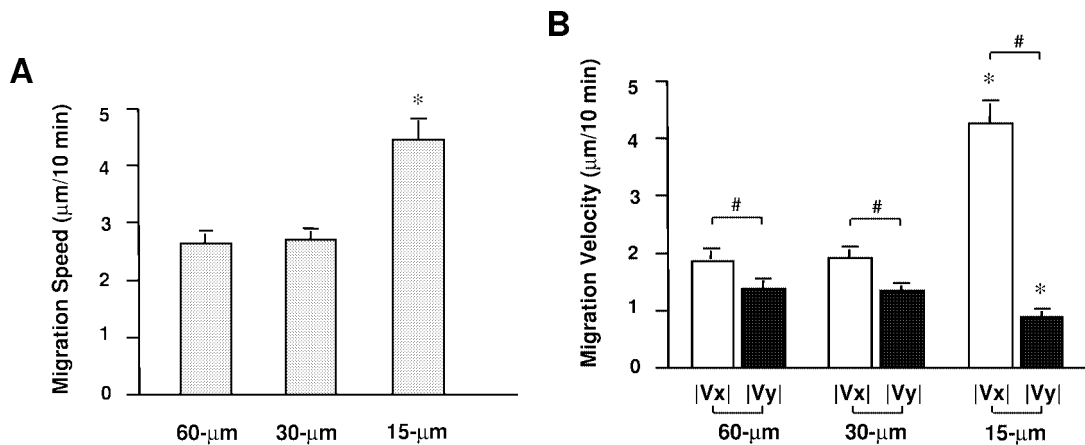 A
Migration Speed (μm/10 min)
5
4
3
2
1
0
*
60-μm 30-μm 15-μm
B
Migration Velocity (μm/10 min)
5
4
3
2
1
0
#
#
*
#
*
|Vx| |Vy| |Vx| |Vy| |Vx| |Vy|
60-μm 30-μm 15-μm